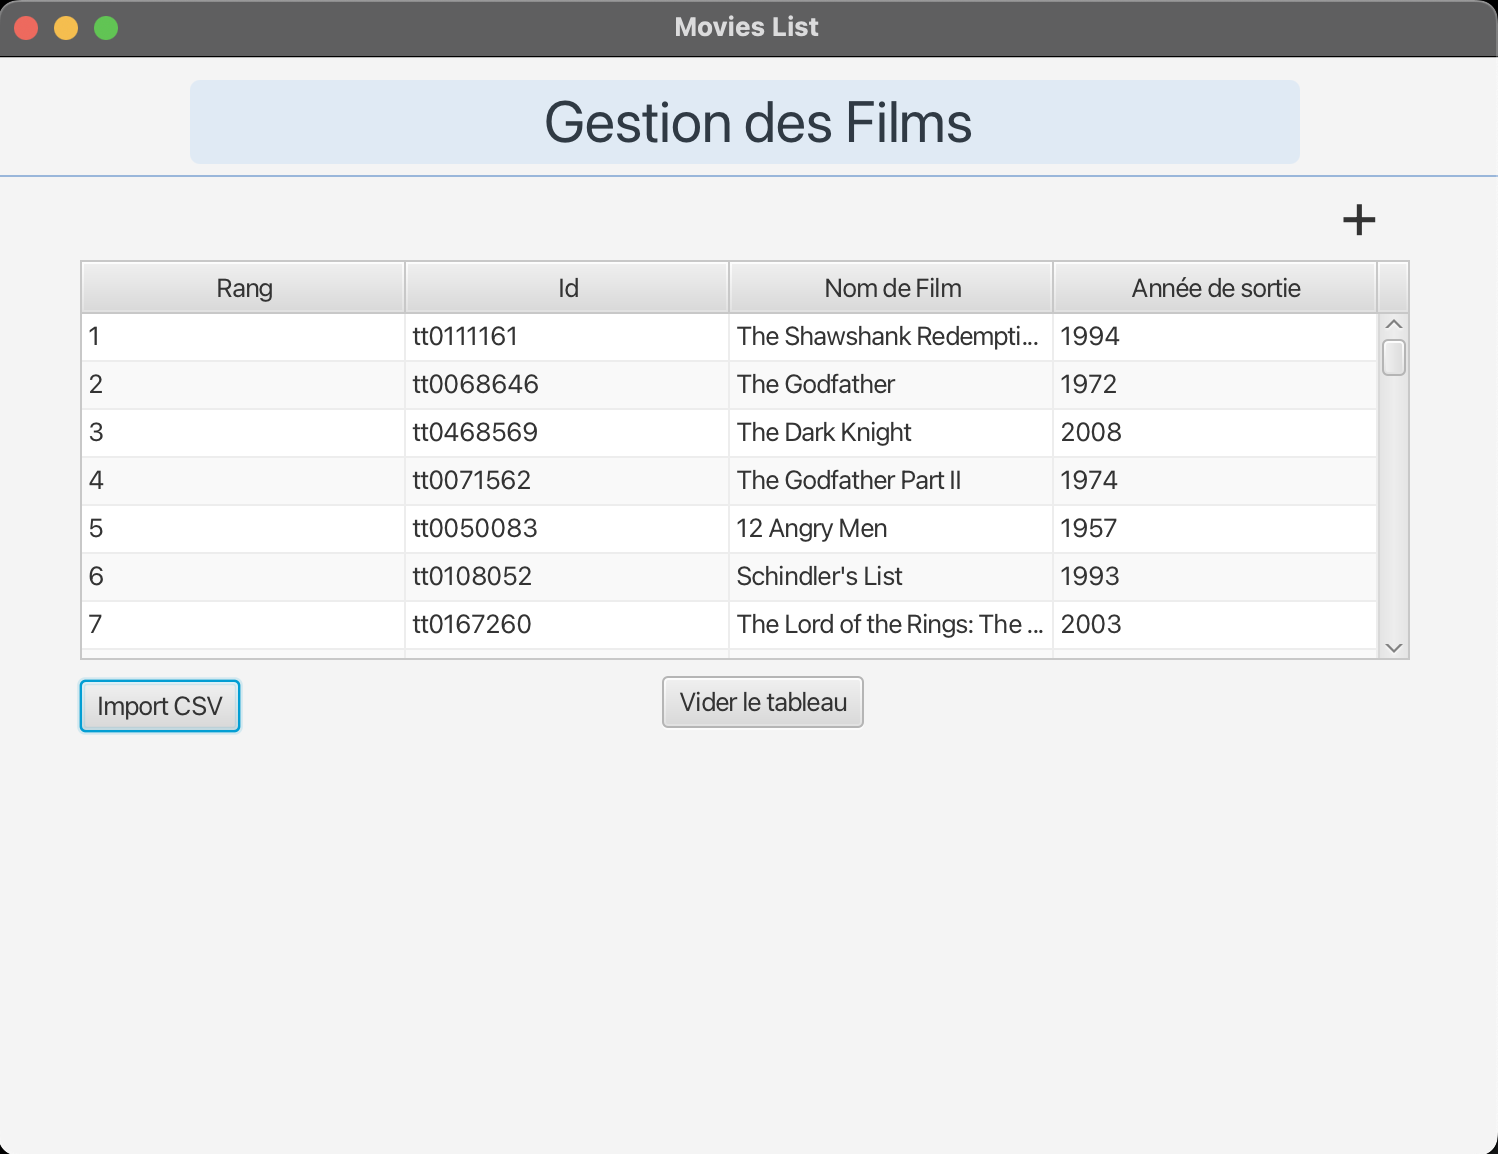 Movies List
Gestion des Films
+
Rang Id Nom de Film Année de sortie
1 tt0111161 The Shawshank Redempti... 1994
2 tt0068646 The Godfather 1972
3 tt0468569 The Dark Knight 2008
4 tt0071562 The Godfather Part II 1974
5 tt0050083 12 Angry Men 1957
6 tt0108052 Schindler's List 1993
7 tt0167260 The Lord of the Rings: The ... 2003
Import CSV Vider le tableau